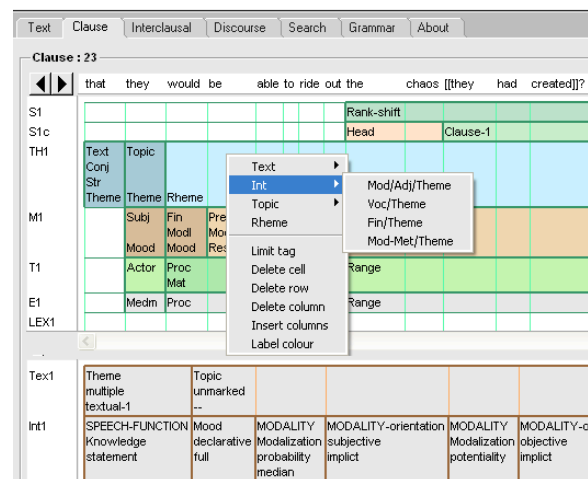 Text Clause Interclausal Discourse Search Grammar About
Clause : 23
that they would be able to ride out the chaos [[they had created]]?
S1 Rank-shift
S1c Head Clause-1
TH1 Text Topic
Conj
Str
Theme Theme Rheme
M1 Subj Fin Pre
Modl Mo
Mood Mood Res
T1 Actor Proc Range
Mat
E1 Medm Proc Range
LEX1
Text
Int
Topic
Rheme
Limit tag
Delete cell
Delete row
Delete column
Insert columns
Label colour
Mod/Adj/Theme
Voc/Theme
Fin/Theme
Mod-Met/Theme
Tex1 Theme Topic
multiple unmarked
textual-1 --
Int1 SPEECH-FUNCTION Mood MODALITY MODALITY-orientation MODALITY MODALITY-o
Knowledge declarative Modalization subjective Modalization objective
statement full probability implict potentiality implict
median